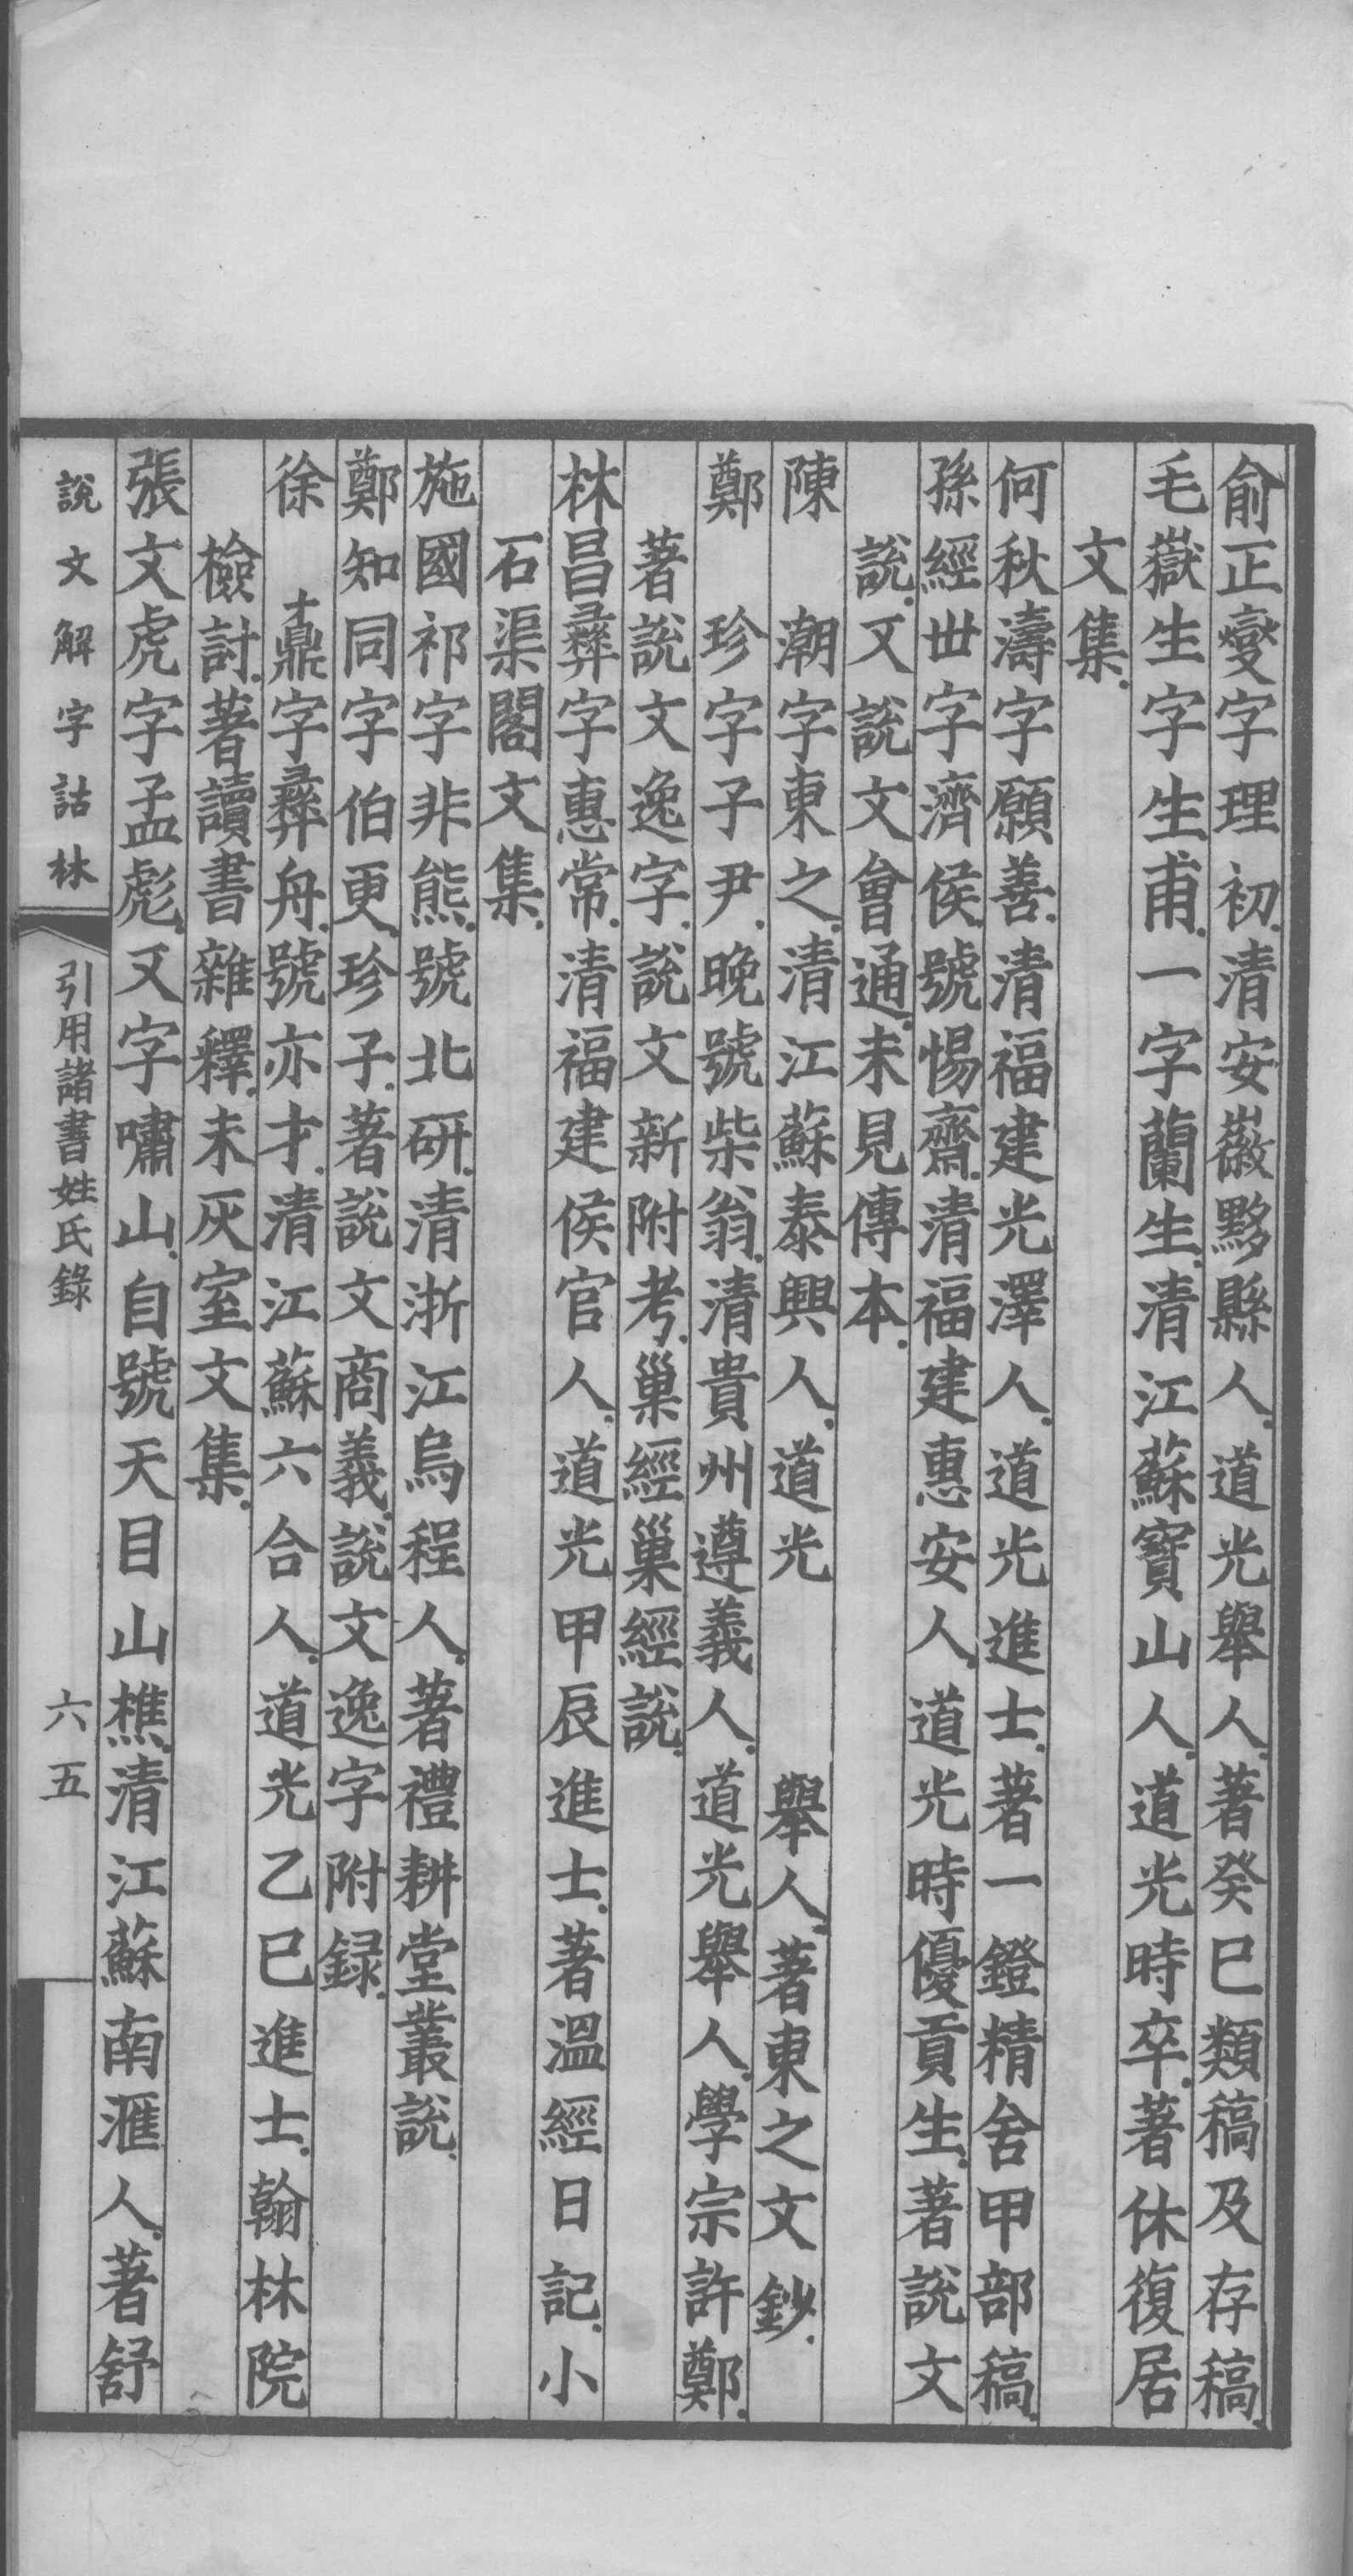 俞正燮字理初.清安徽黟縣人.道光舉人.著癸巳類稿及存稿.
毛嶽生字生甫.一字蘭生.清江蘇寶山人.道光時卒.著休復居
文集.
何秋濤字願善.清福建光澤人.道光進士.著一鐙精舍甲部稿.
孫經世字濟侯.號惕齋.清福建惠安人.道光時優貢生.著說文
說.又說文會通.未見傳本.
陳　潮字東之.清江蘇泰興人.道光　　舉人.著東之文鈔.
鄭　珍字子尹.晚號柴翁.清貴州遵義人.道光舉人.學宗許鄭.
著說文逸字.說文新附考.巢經巢經說.
林昌彝字惠常.清福建侯官人.道光甲辰進士.著溫經日記.小
石渠閣文集.
施國祁字非熊.號北研.清浙江烏程人.著禮耕堂叢說.
鄭知同字伯更.珍子.著說文商義.說文逸字附録.
徐　鼒字彝舟.號亦才.清江蘇六合人.道光乙巳進士.翰林院
檢討.著讀書雜釋.未灰室文集.
張文虎字孟彪.又字嘯山.自號天目山樵.清江蘇南滙人.著舒
說文解字詁林
引用諸書姓氏錄
六五